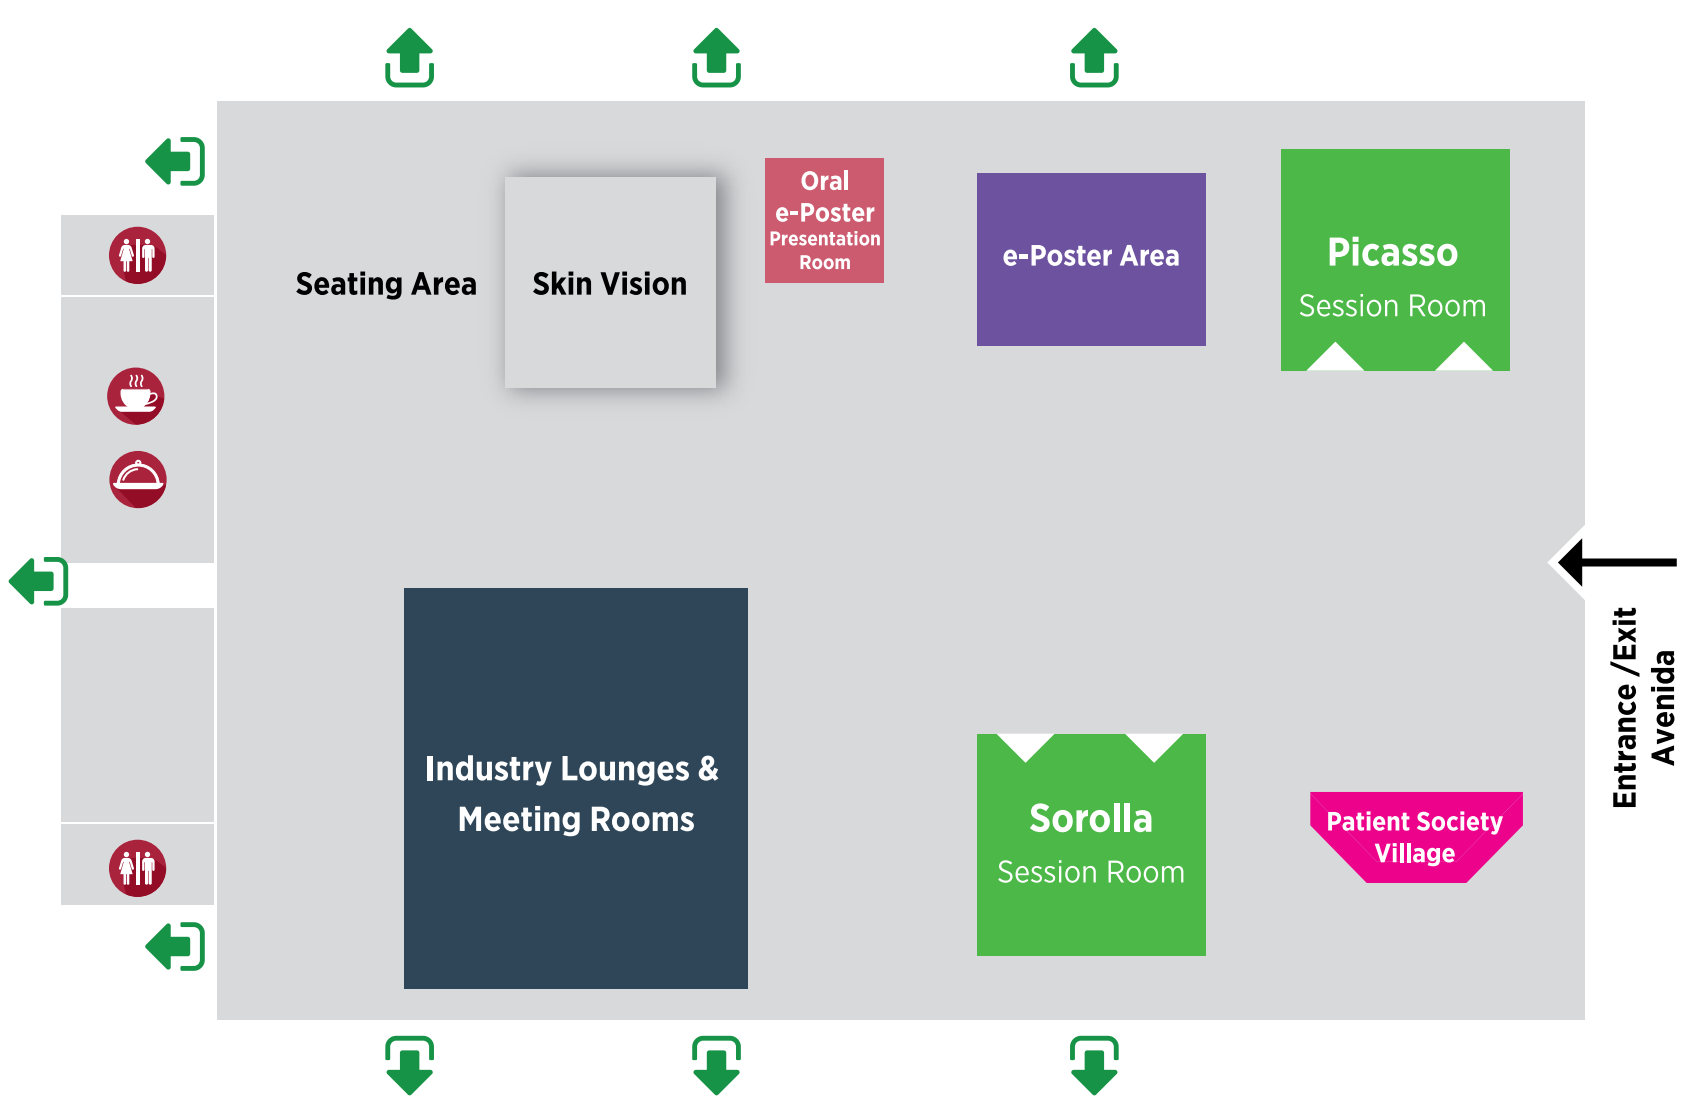 Oral
e-Poster
Presentation
Room
e-Poster Area
Picasso
Session Room
Seating Area
Skin Vision
Entrance /Exit
Avenida
Industry Lounges &
Meeting Rooms
Sorolla
Session Room
Patient Society
Village